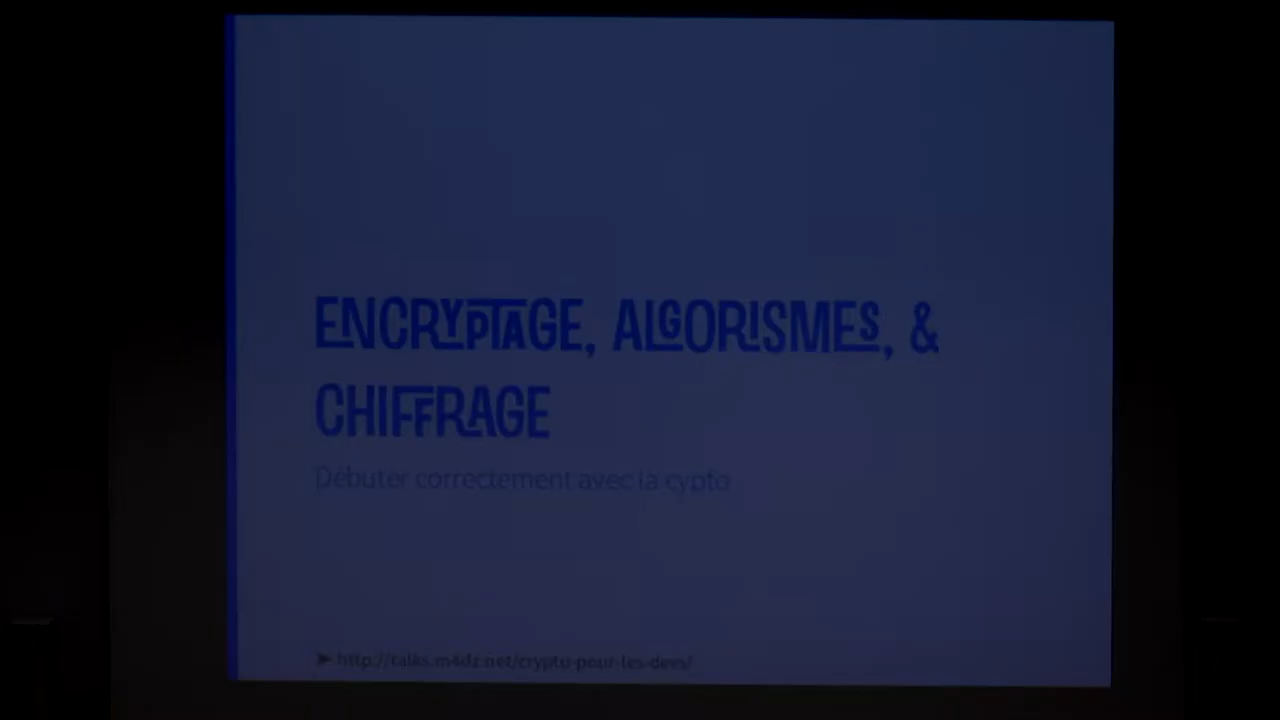 ENCRYPTAGE, ALGORISMES, &
CHIFFRAGE
Débuter correctement avec la cypto
► http://talks.m4dz.net/crypto-pour-les-devs/